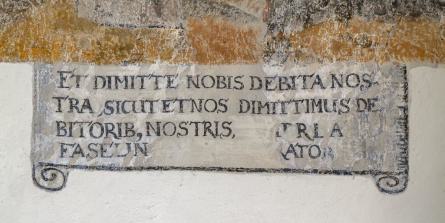 ET DIMITTE NOBIS DEBITA NOS-
TRA, SICUT ET NOS DIMITTIMUS DE
BITORIB, NOSTRIS,